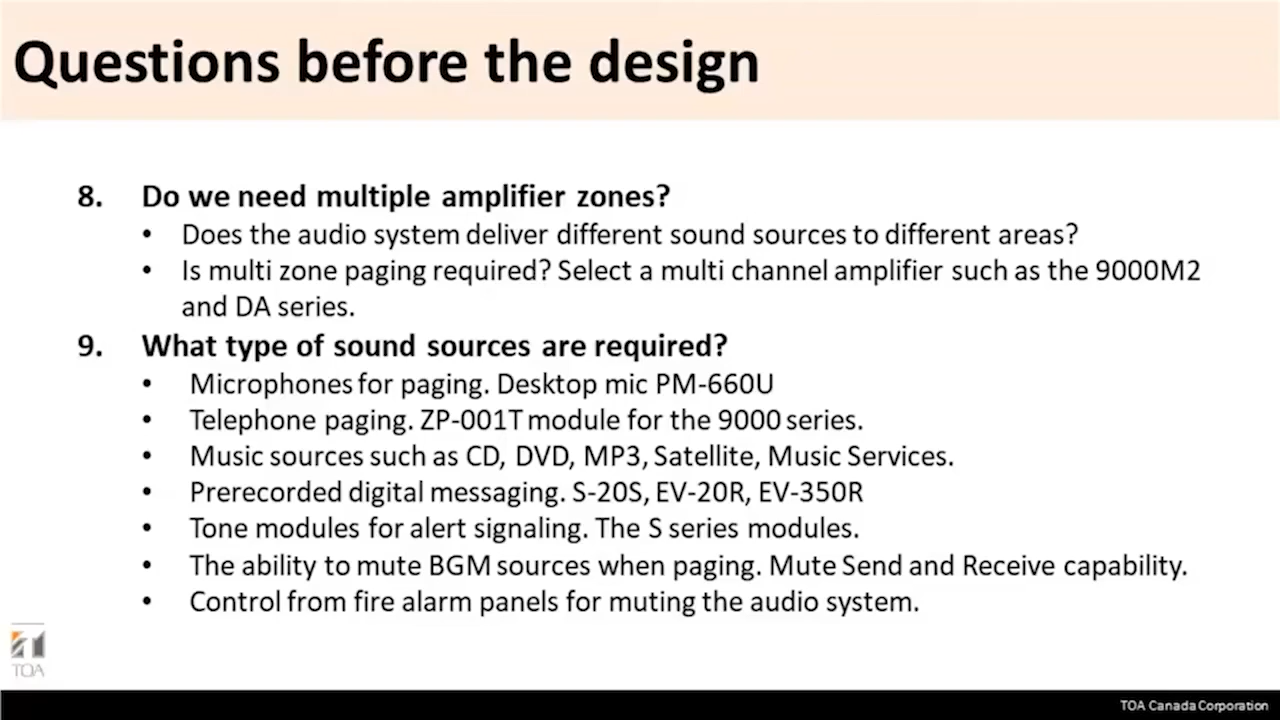 Questions before the design
8. Do we need multiple amplifier zones?
• Does the audio system deliver different sound sources to different areas?
• Is multi zone paging required? Select a multi channel amplifier such as the 9000M2
and DA series.
9. What type of sound sources are required?
• Microphones for paging. Desktop mic PM-660U
• Telephone paging. ZP-001T module for the 9000 series.
• Music sources such as CD, DVD, MP3, Satellite, Music Services.
• Prerecorded digital messaging. S-20S, EV-20R, EV-350R
• Tone modules for alert signaling. The S series modules.
• The ability to mute BGM sources when paging. Mute Send and Receive capability.
• Control from fire alarm panels for muting the audio system.
TOA
TOA Canada Corporation